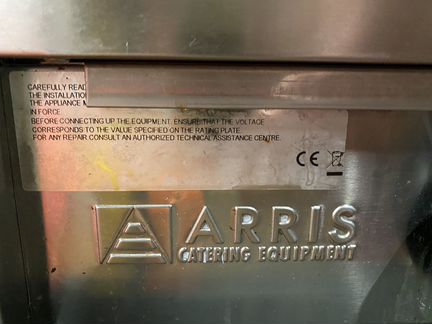 CAREFULLY READ
THE INSTALLATIO
THE APPLIANCE
IN FORCE
BEFORE CONNECTING UP THE EQUIPMENT. ENSURE THAT THE VOLTAGE
CORRESPONDS TO THE VALUE SPECIFIED ON THE RATING PLATE.
FOR ANY REPAIR CONSULT AN AUTHORIZED TECHNICAL ASSISTANCE CENTRE.
CE
ARRIS
CATERING EQUIPMENT